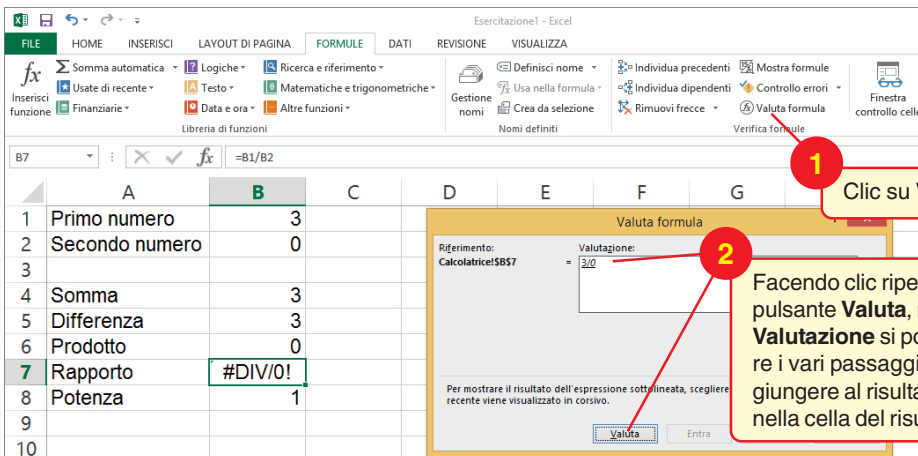 Esercitazione1 - Excel
FILE HOME INSERISCI LAYOUT DI PAGINA FORMULE DATI REVISIONE VISUALIZZA
fx
Inserisci funzione
Σ Somma automatica
Usate di recente
Finanziarie
Logiche
Testo
Data e ora
Ricerca e riferimento
Matematiche e trigonometriche
Altre funzioni
Libreria di funzioni
Gestione nomi
Definisci nome
Usa nella formula
Crea da selezione
Nomi definiti
Individua precedenti
Individua dipendenti
Rimuovi frecce
Mostra formule
Controllo errori
Valuta formula
Verifica formule
Finestra
controllo celle
B7 fx =B1/B2
A B C D E F G
1 Primo numero 3
2 Secondo numero 0
3
4 Somma 3
5 Differenza 3
6 Prodotto 0
7 Rapporto #DIV/0!
8 Potenza 1
9
10
1
Clic su
Valuta formula
Riferimento:
Calcolatrice!$B$7
Valutazione:
= 3/0
2
Facendo clic
pulsante Valuta,
Valutazione si
re i vari passaggi
giungere al
nella cella del
Per mostrare il risultato dell'espressione sottolineata, scegliere
recente viene visualizzato in corsivo.
Valuta
Entra